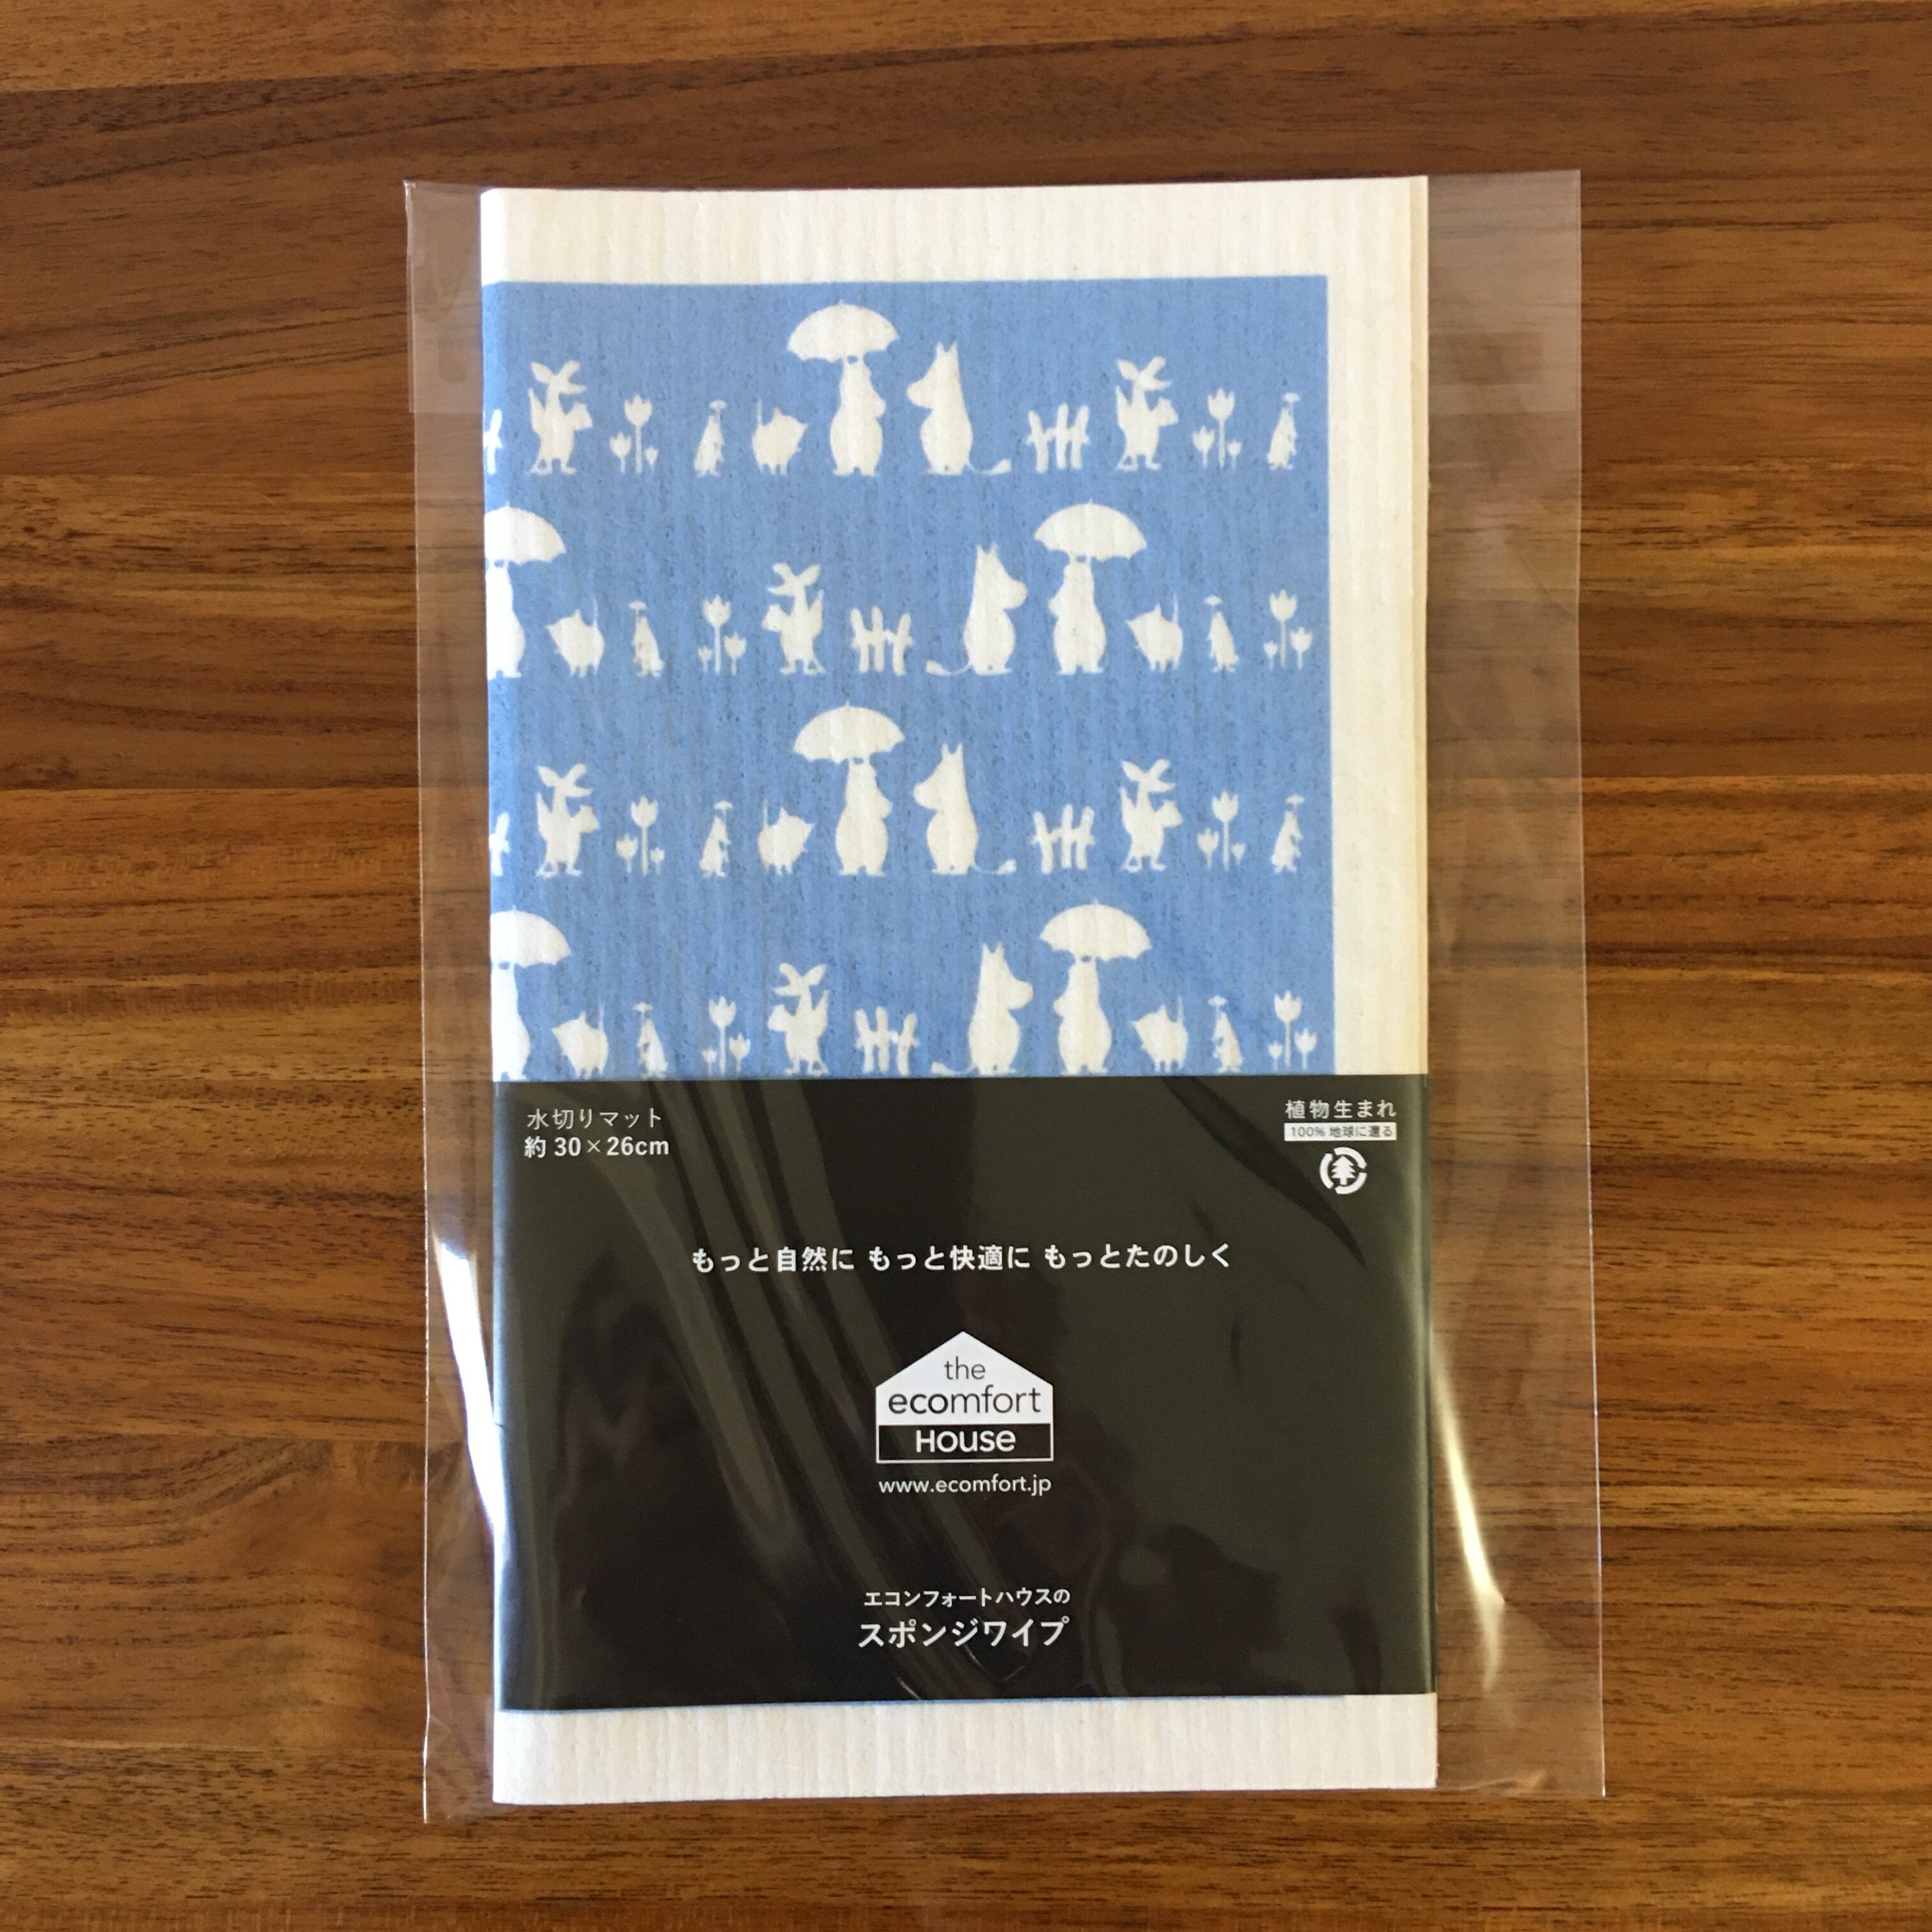 水切りマット
約 30×26cm
植物生まれ
100% 地球に還る
もっと自然に もっと快適に もっとたのしく
the
ecomfort
HOUSE
www.ecomfort.jp
エコンフォートハウスの
スポンジワイプ